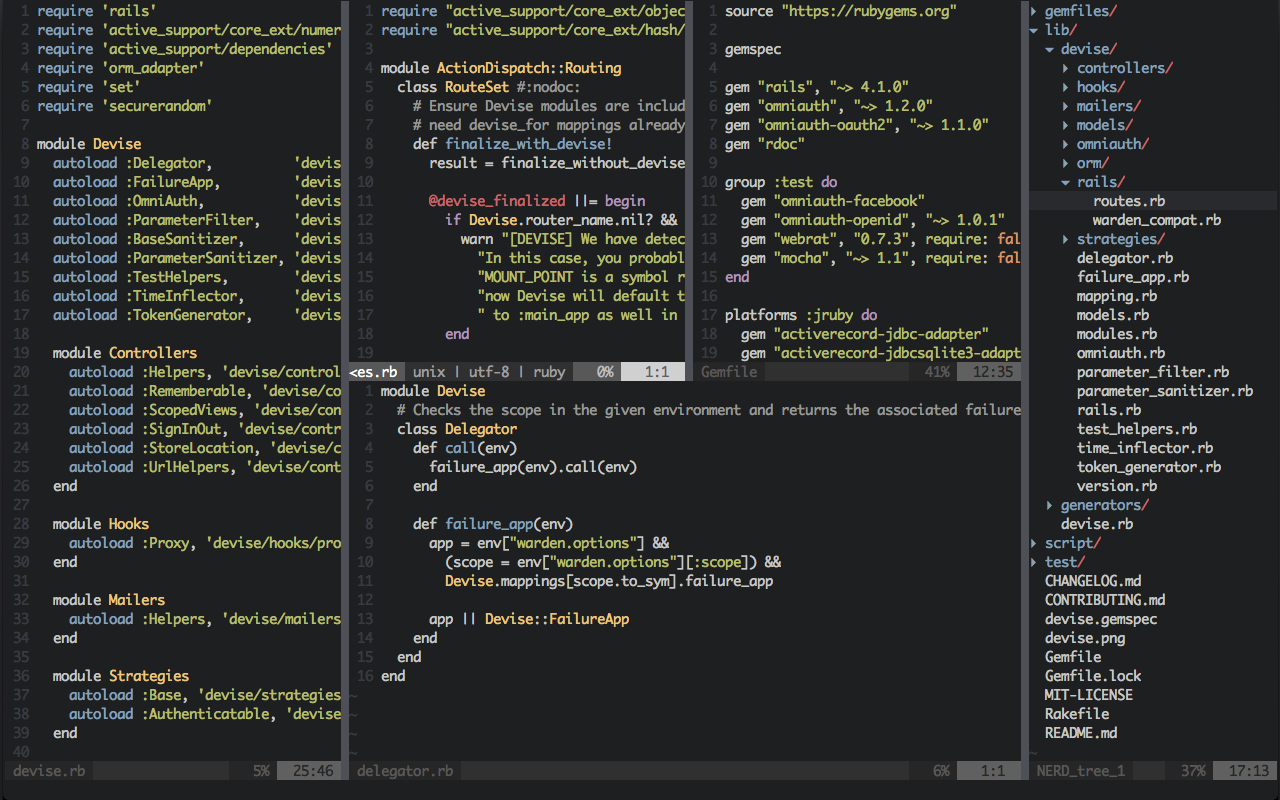 1 require 'rails'
2 require 'active_support/core_ext/numer
3 require 'active_support/dependencies'
4 require 'orm_adapter'
5 require 'set'
6 require 'securerandom'
7
8 module Devise
9 autoload :Delegator, 'devis
10 autoload :FailureApp, 'devis
11 autoload :OmniAuth, 'devis
12 autoload :ParameterFilter, 'devis
13 autoload :BaseSanitizer, 'devis
14 autoload :ParameterSanitizer, 'devis
15 autoload :TestHelpers, 'devis
16 autoload :TimeInflector, 'devis
17 autoload :TokenGenerator, 'devis
18
19 module Controllers
20 autoload :Helpers, 'devise/control
21 autoload :Rememberable, 'devise/co
22 autoload :ScopedViews, 'devise/con
23 autoload :SignInOut, 'devise/contr
24 autoload :StoreLocation, 'devise/c
25 autoload :UrlHelpers, 'devise/cont
26 end
27
28 module Hooks
29 autoload :Proxy, 'devise/hooks/pro
30 end
31
32 module Mailers
33 autoload :Helpers, 'devise/mailers
34 end
35
36 module Strategies
37 autoload :Base, 'devise/strategies
38 autoload :Authenticatable, 'devise
39 end
40
devise.rb 5% 25:46
1 require "active_support/core_ext/objec
2 require "active_support/core_ext/hash/
3
4 module ActionDispatch::Routing
5 class RouteSet #:nodoc:
6 # Ensure Devise modules are includ
7 # need devise_for mappings already
8 def finalize_with_devise!
9 result = finalize_without_devise
10
11 @devise_finalized ||= begin
12 if Devise.router_name.nil? &&
13 warn "[DEVISE] We have detec
14 "In this case, you probabl
15 "MOUNT_POINT is a symbol r
16 "now Devise will default t
17 " to :main_app as well in
18 end
19
<es.rb unix | utf-8 | ruby 0% 1:1
1 source "https://rubygems.org"
2
3 gemspec
4
5 gem "rails", "~> 4.1.0"
6 gem "omniauth", "~> 1.2.0"
7 gem "omniauth-oauth2", "~> 1.1.0"
8 gem "rdoc"
9
10 group :test do
11 gem "omniauth-facebook"
12 gem "omniauth-openid", "~> 1.0.1"
13 gem "webrat", "0.7.3", require: fal
14 gem "mocha", "~> 1.1", require: fal
15 end
16
17 platforms :jruby do
18 gem "activerecord-jdbc-adapter"
19 gem "activerecord-jdbcsqlite3-adapt
Gemfile 41% 12:35
1 module Devise
2 # Checks the scope in the given environment and returns the associated failure
3 class Delegator
4 def call(env)
5 failure_app(env).call(env)
6 end
7
8 def failure_app(env)
9 app = env["warden.options"] &&
10 (scope = env["warden.options"][:scope]) &&
11 Devise.mappings[scope.to_sym].failure_app
12
13 app || Devise::FailureApp
14 end
15 end
16 end
~
~
~
~
delegator.rb 6% 1:1
▸ gemfiles/
▾ lib/
▾ devise/
▸ controllers/
▸ hooks/
▸ mailers/
▸ models/
▸ omniauth/
▸ orm/
▾ rails/
routes.rb
warden_compat.rb
▸ strategies/
delegator.rb
failure_app.rb
mapping.rb
models.rb
modules.rb
omniauth.rb
parameter_filter.rb
parameter_sanitizer.rb
rails.rb
test_helpers.rb
time_inflector.rb
token_generator.rb
version.rb
▸ generators/
devise.rb
▸ script/
▸ test/
CHANGELOG.md
CONTRIBUTING.md
devise.gemspec
devise.png
Gemfile
Gemfile.lock
MIT-LICENSE
Rakefile
README.md
~
NERD_tree_1 37% 17:13